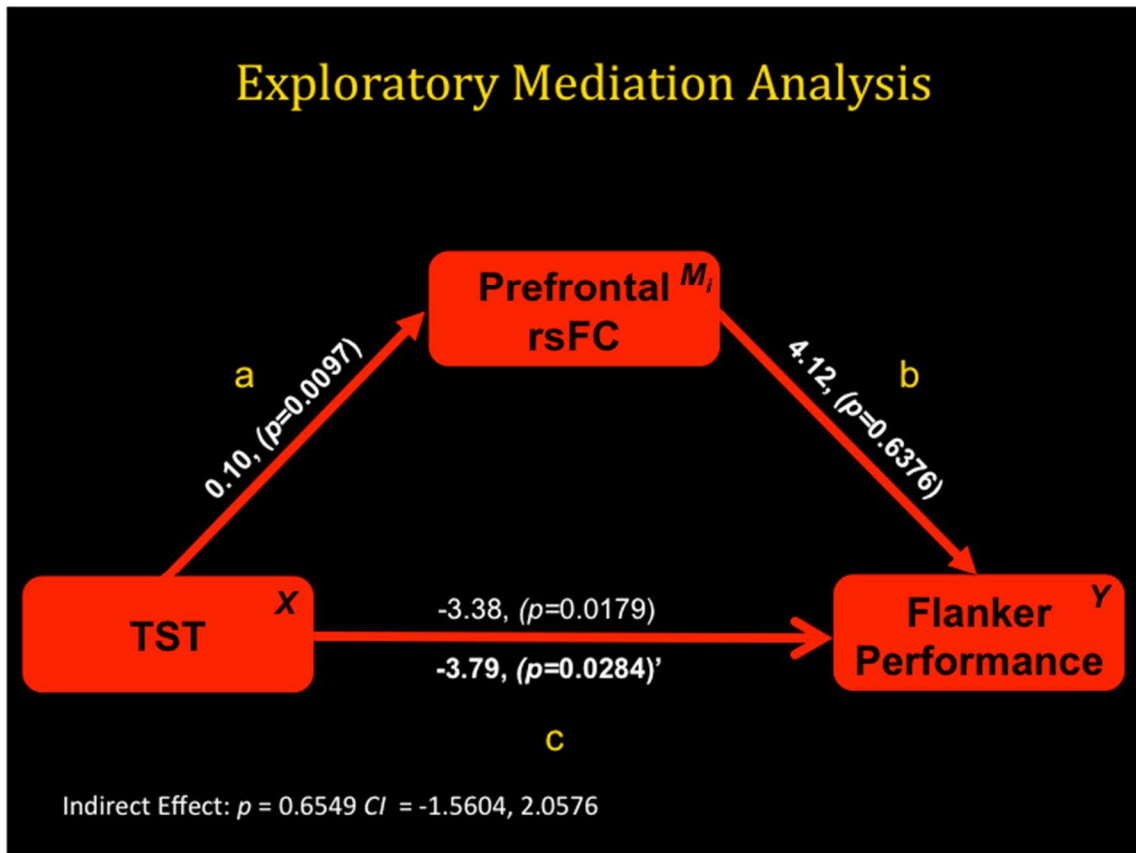 Exploratory Mediation Analysis
Prefrontal Mi
rsFC
a
0.10, (p=0.0097)
4.12, (p=0.6376)
b
TST X
-3.38, (p=0.0179)
-3.79, (p=0.0284)’
c
Flanker Y
Performance
Indirect Effect: p = 0.6549 CI = -1.5604, 2.0576